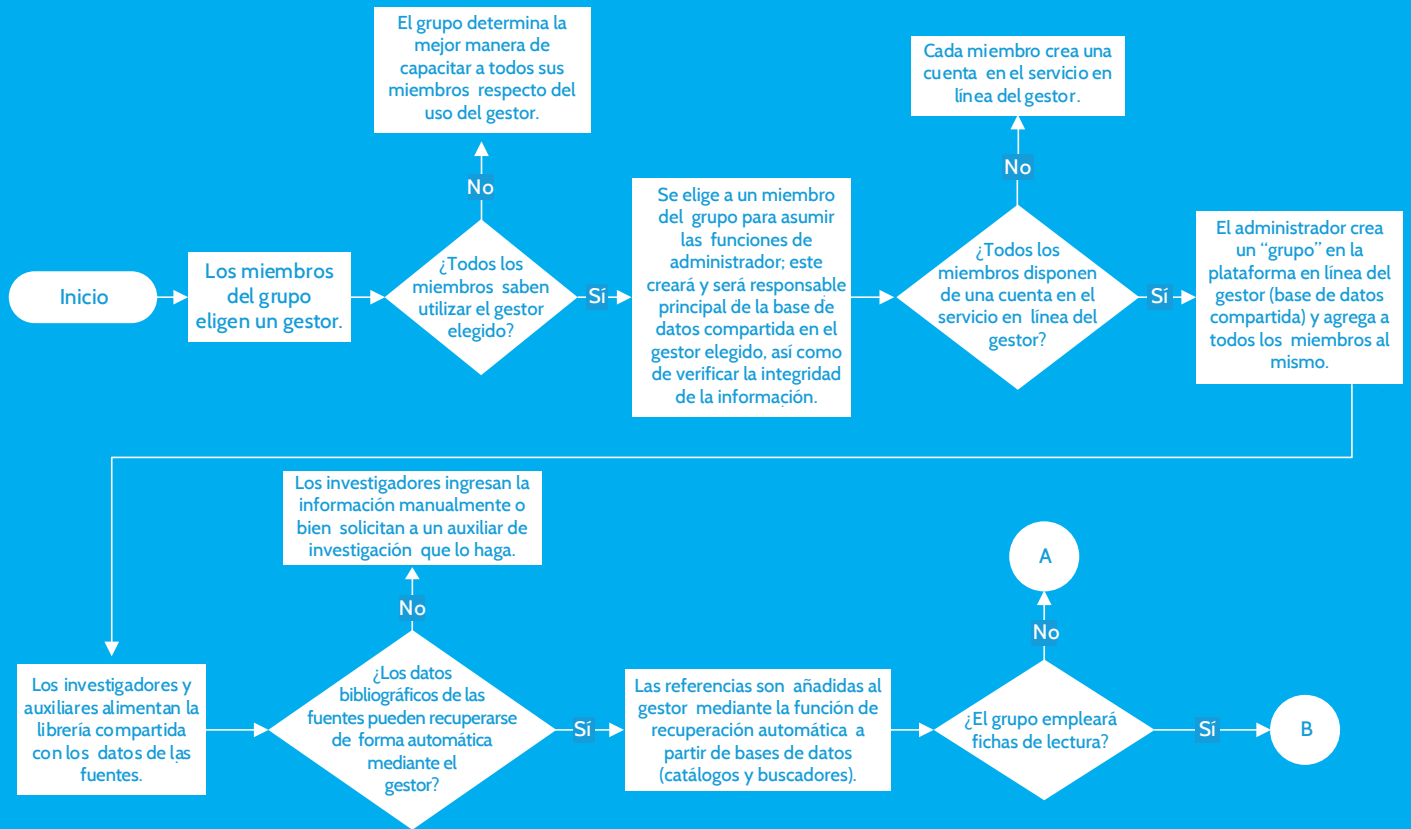 El grupo determina la
mejor manera de
capacitar a todos sus
miembros respecto del
uso del gestor.
Cada miembro crea una
cuenta en el servicio en
línea del gestor.
No
No
Inicio
Los miembros
del grupo
eligen un gestor.
¿Todos los
miembros saben
utilizar el gestor
elegido?
Sí
Se elige a un miembro
del grupo para asumir
las funciones de
administrador; este
creará y será responsable
principal de la base de
datos compartida en el
gestor elegido, así como
de verificar la integridad
de la información.
¿Todos los
miembros disponen
de una cuenta en el
servicio en línea del
gestor?
Sí
El administrador crea
un “grupo” en la
plataforma en línea del
gestor (base de datos
compartida) y agrega a
todos los miembros al
mismo.
Los investigadores ingresan la
información manualmente o
bien solicitan a un auxiliar de
investigación que lo haga.
A
No
No
Los investigadores y
auxiliares alimentan la
librería compartida
con los datos de las
fuentes.
¿Los datos
bibliográficos de las
fuentes pueden recuperarse
de forma automática
mediante el
gestor?
Sí
Las referencias son añadidas al
gestor mediante la función de
recuperación automática a
partir de bases de datos
(catálogos y buscadores).
¿El grupo empleará
fichas de lectura?
Sí
B